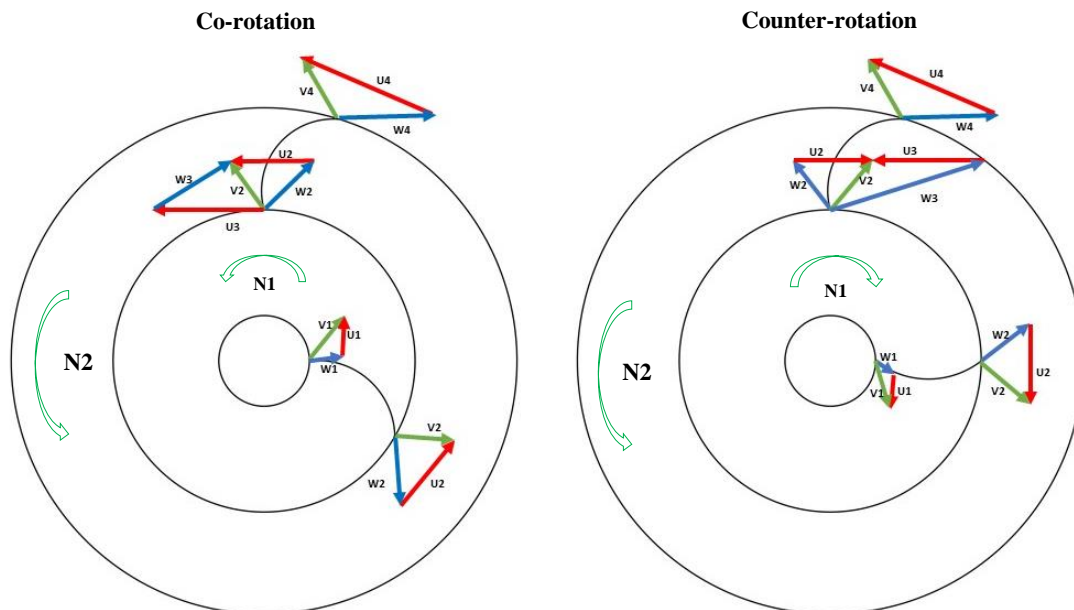 Co-rotation
U4
V4
W4
U2
W3
V2
W2
U3
N1
N2
V1
U1
W1
V2
W2
U2
Counter-rotation
U4
V4
W4
U2
U3
W2
V2
W3
N1
N2
W1
V1
U1
W2
V2
U2